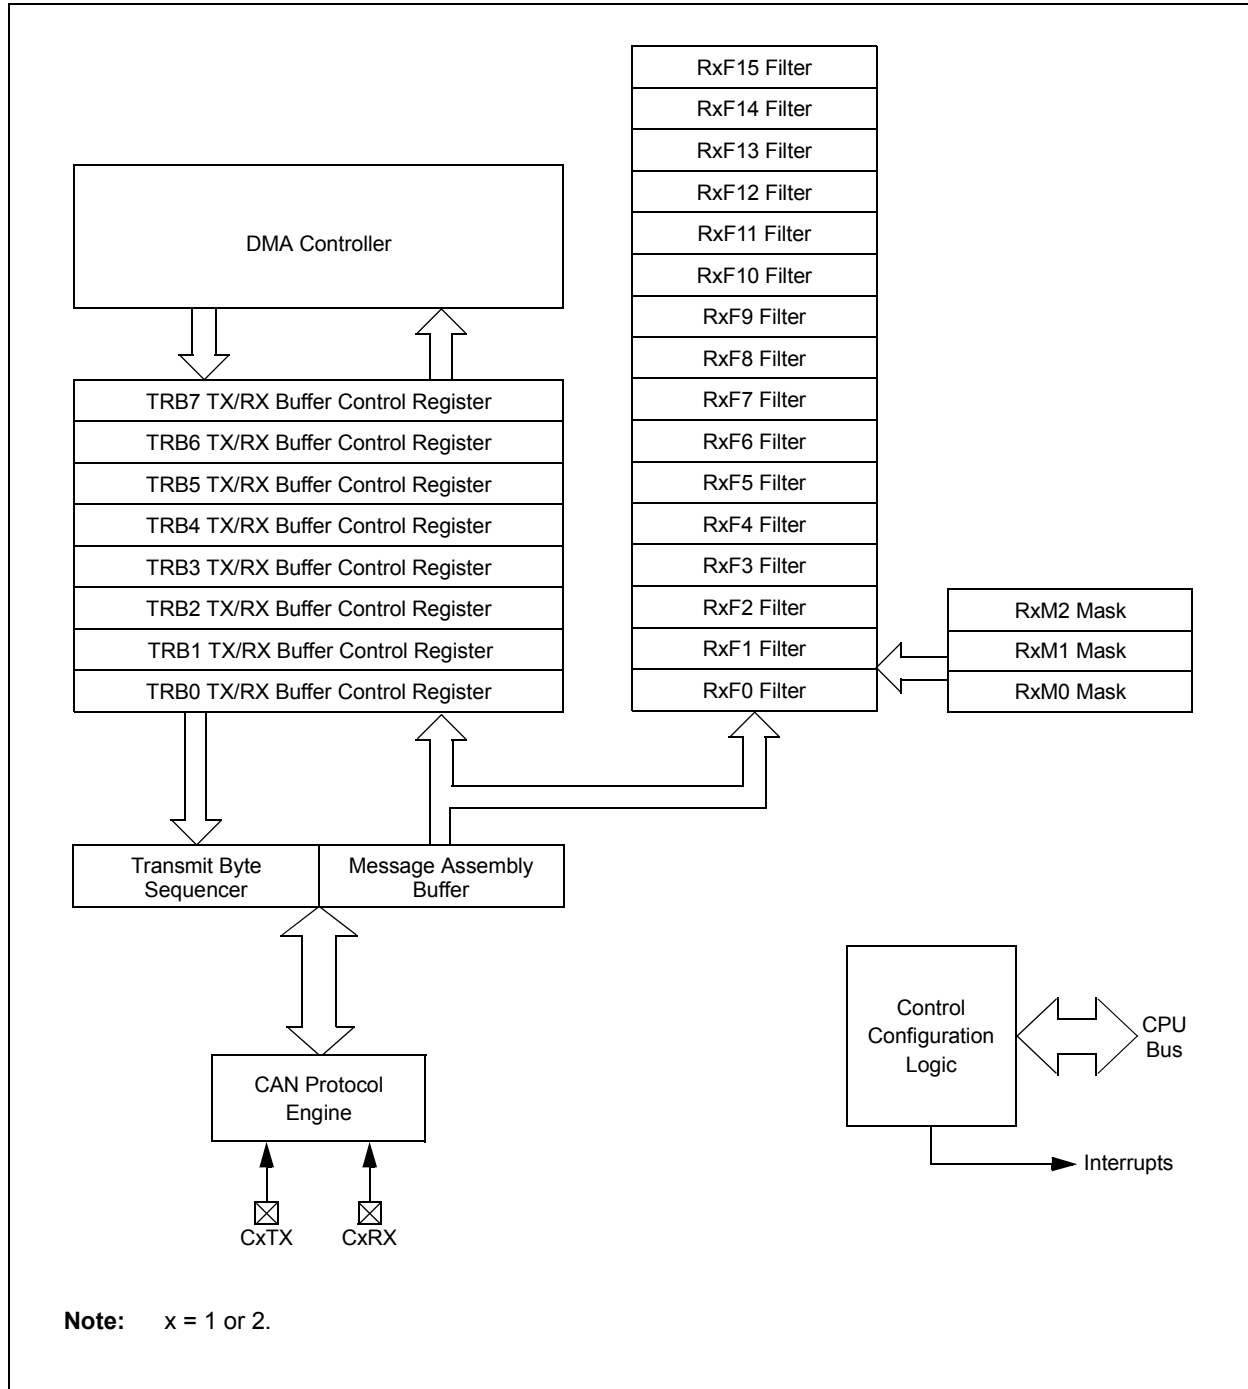 DMA Controller
TRB7 TX/RX Buffer Control Register
TRB6 TX/RX Buffer Control Register
TRB5 TX/RX Buffer Control Register
TRB4 TX/RX Buffer Control Register
TRB3 TX/RX Buffer Control Register
TRB2 TX/RX Buffer Control Register
TRB1 TX/RX Buffer Control Register
TRB0 TX/RX Buffer Control Register
RxF15 Filter
RxF14 Filter
RxF13 Filter
RxF12 Filter
RxF11 Filter
RxF10 Filter
RxF9 Filter
RxF8 Filter
RxF7 Filter
RxF6 Filter
RxF5 Filter
RxF4 Filter
RxF3 Filter
RxF2 Filter
RxF1 Filter
RxF0 Filter
RxM2 Mask
RxM1 Mask
RxM0 Mask
Transmit Byte
Sequencer
Message Assembly
Buffer
CAN Protocol
Engine
CxTX
CxRX
Control
Configuration
Logic
CPU
Bus
Interrupts
Note: x = 1 or 2.